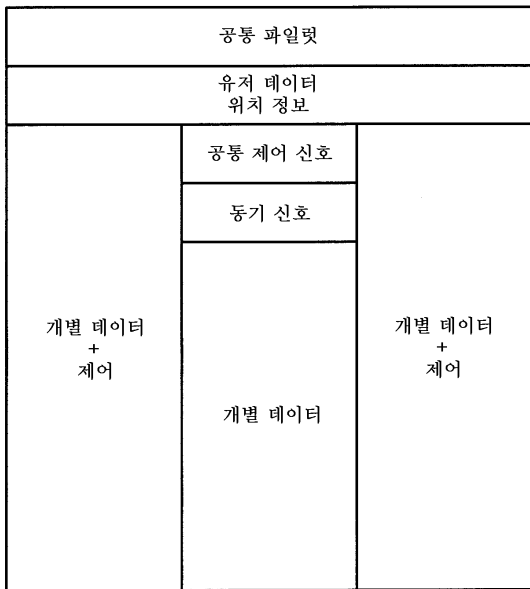 공통 파일럿
유저 데이터
위치 정보
공통 제어 신호
동기 신호
개별 데이터
+
제어
개별 데이터
개별 데이터
+
제어